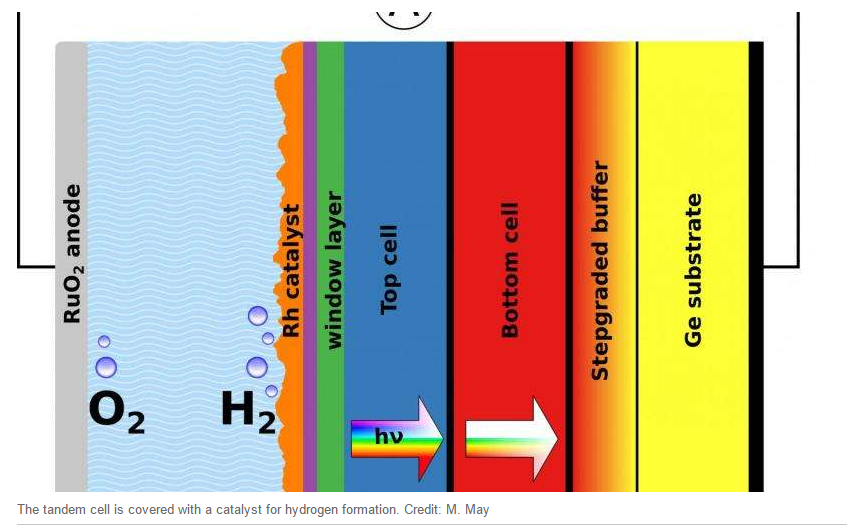 A
RuO2 anode
Rh catalyst
window layer
Top cell
Bottom cell
Stepgraded buffer
Ge substrate
O2
H2
hν
The tandem cell is covered with a catalyst for hydrogen formation. Credit: M. May